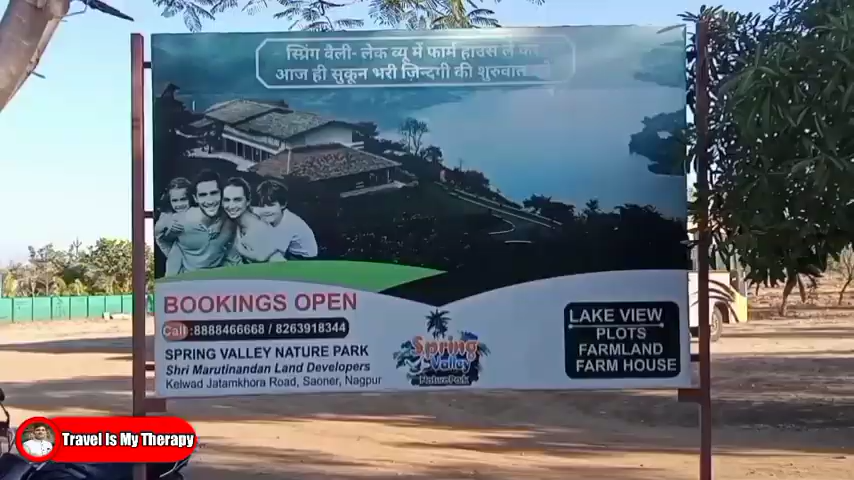 स्प्रिंग वैली- लेक व्यू में फार्म हाउस ले कर
आज ही सुकून भरी ज़िन्दगी की शुरुवात
BOOKINGS OPEN
Call: 8888466668 / 8263918344
SPRING VALLEY NATURE PARK
Shri Marutinandan Land Developers
Kelwad Jatamkhora Road, Saoner, Nagpur
Spring
Valley
Nature Park
LAKE VIEW
PLOTS
FARMLAND
FARM HOUSE
Travel Is My Therapy